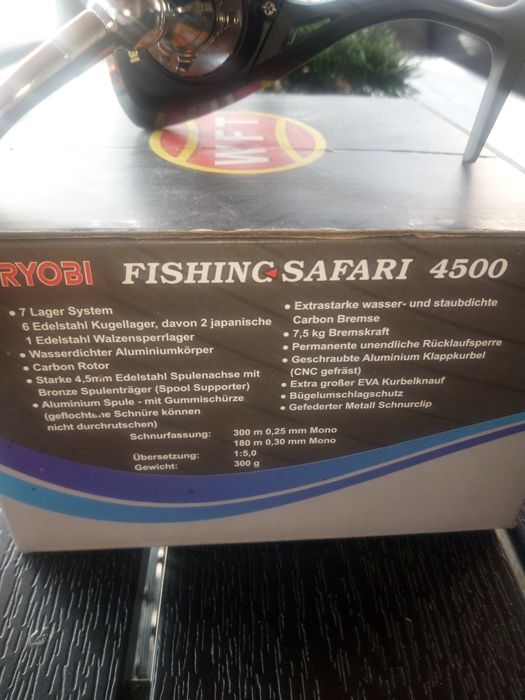 WFT
RYOBI FISHING SAFARI 4500
• 7 Lager System
6 Edelstahl Kugellager, davon 2 japanische
1 Edelstahl Walzensperrlager
• Wasserdichter Aluminiumkörper
• Carbon Rotor
• Starke 4,5mm Edelstahl Spulenachse mit
Bronze Spulenträger (Spool Supporter)
• Aluminium Spule - mit Gummischürze
(geflochtene Schnüre können
nicht durchrutschen)
• Extrastarke wasser- und staubdichte
Carbon Bremse
• 7,5 kg Bremskraft
• Permanente unendliche Rücklaufsperre
• Geschraubte Aluminium Klappkurbel
(CNC gefräst)
• Extra großer EVA Kurbelknauf
• Bügelumschlagschutz
• Gefederter Metall Schnurclip
Schnurfassung: 300 m 0,25 mm Mono
180 m 0,30 mm Mono
Übersetzung: 1:5,0
Gewicht: 300 g